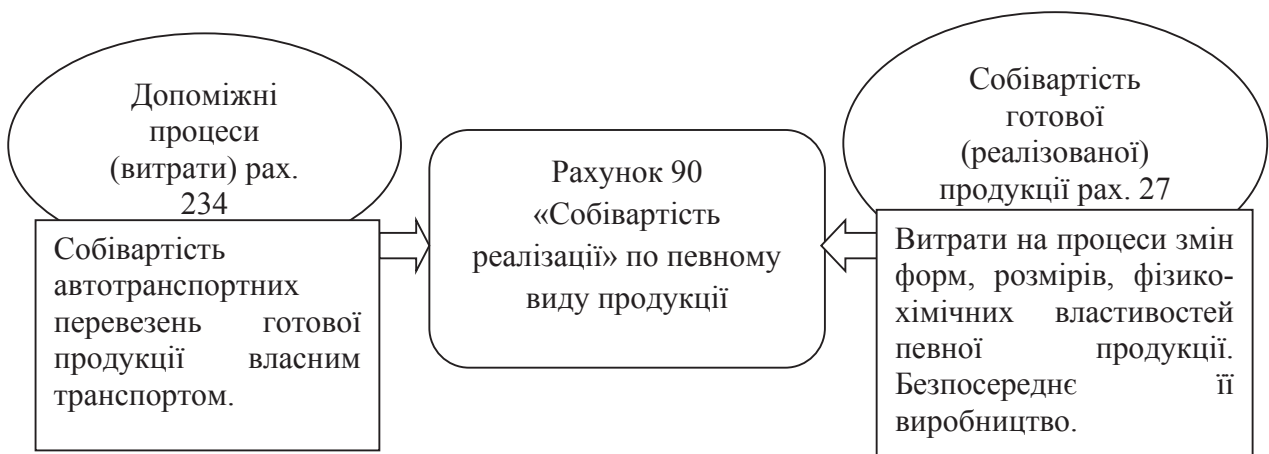 Допоміжні
процеси
(витрати) рах.
234
Собівартість
автотранспортних
перевезень готової
продукції власним
транспортом.
Рахунок 90
«Собівартість
реалізації» по певному
виду продукції
Собівартість
готової
(реалізованої)
продукції рах. 27
Витрати на процеси змін
форм, розмірів, фізико-
хімічних властивостей
певної продукції.
Безпосереднє її
виробництво.